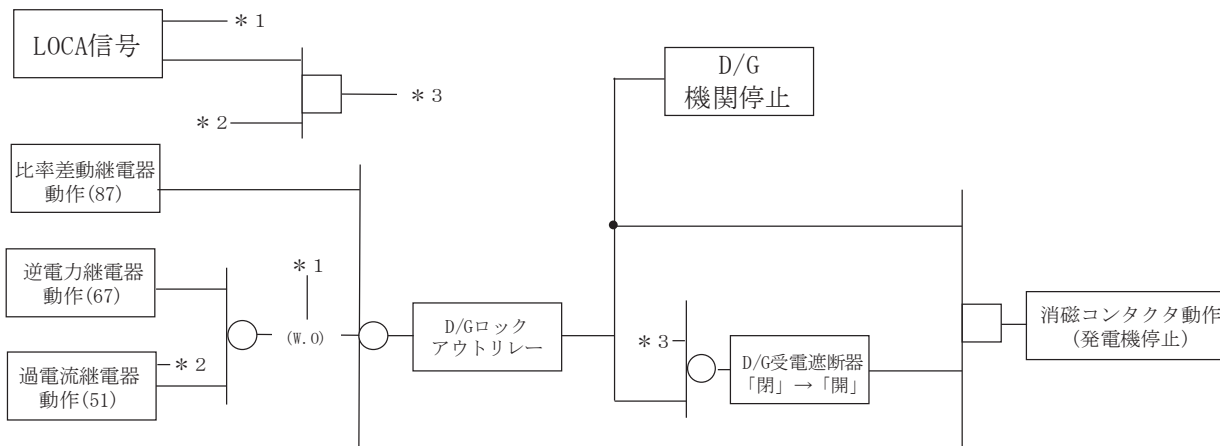 LOCA信号
＊１
＊２
＊３
D/G
機関停止
比率差動継電器
動作(87)
逆電力継電器
動作(67)
＊１
(W.O)
過電流継電器
動作(51)
＊２
D/Gロック
アウトリレー
＊３
D/G受電遮断器
「閉」→「開」
消磁コンタクタ動作
(発電機停止)